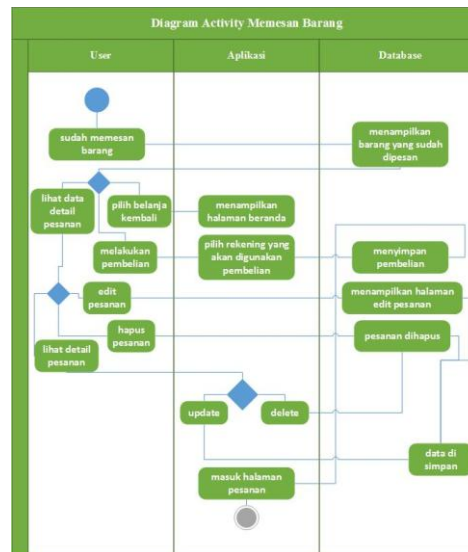 Diagram Activity Memesan Barang
User
Aplikasi
Database
sudah memesan
barang
menampilkan
barang yang sudah
dipesan
lihat data
detail
pesanan
pilih belanja
kembali
menampilkan
halaman beranda
melakukan
pembelian
pilih rekening yang
akan digunakan
pembelian
menyimpan
pembelian
edit
pesanan
menampilkan halaman
edit pesanan
hapus
pesanan
pesanan dihapus
lihat detail
pesanan
update
delete
data di
simpan
masuk halaman
pesanan